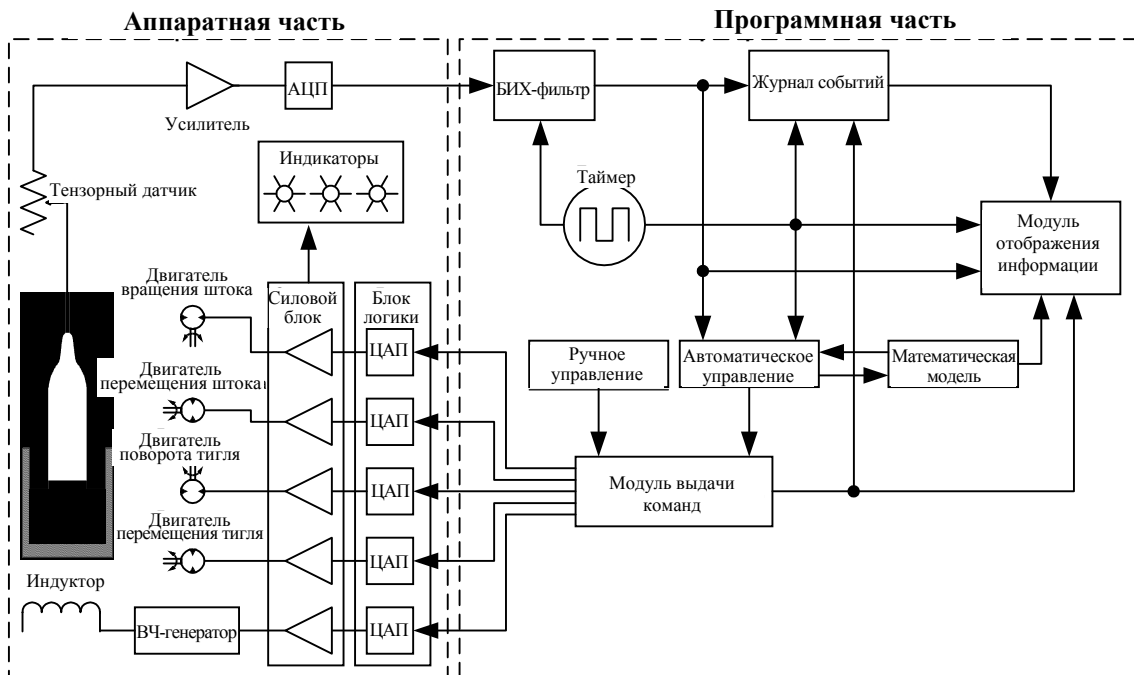 Аппаратная часть
Программная часть
Усилитель
АЦП
БИХ-фильтр
Журнал событий
Индикаторы
Тензорный датчик
Таймер
Модуль
отображения
информации
Двигатель
вращения штока
Силовой
блок
Блок
логики
ЦАП
Ручное
управление
Автоматическое
управление
Математическая
модель
Двигатель
перемещения штока
ЦАП
Двигатель
поворота тигля
ЦАП
Модуль выдачи
команд
Двигатель
перемещения тигля
ЦАП
Индуктор
ВЧ-генератор
ЦАП